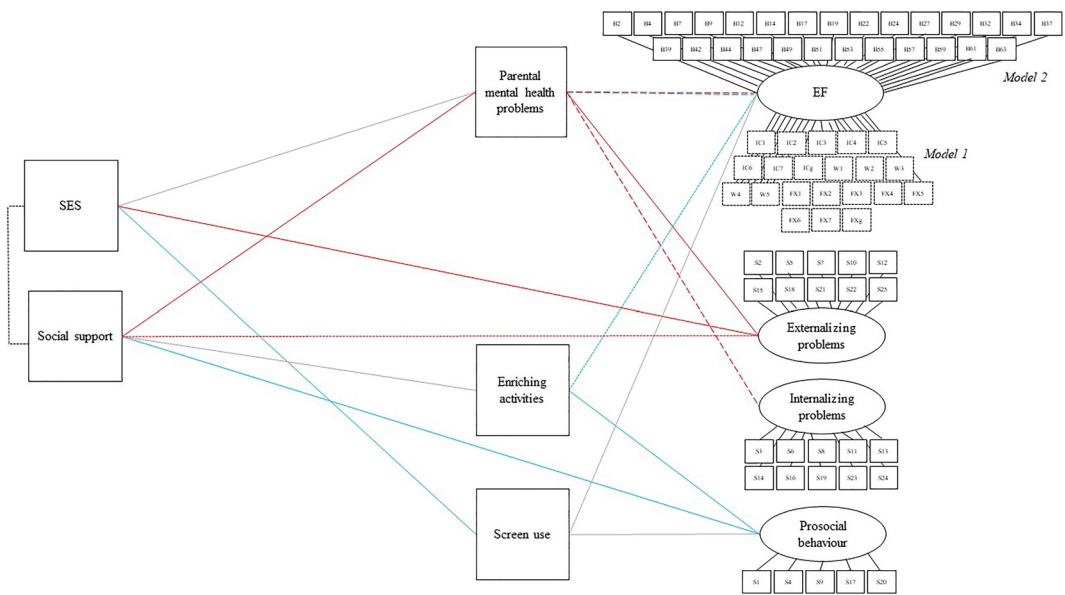 B2 B4 B7 B9 B12 B14 B17 B19 B22 B24 B27 B29 B32 B34 B37
B39 B42 B44 B47 B49 B51 B53 B55 B57 B59 B61 B63
Model 2
EF
IC1 IC2 IC3 IC4 IC5
Model 1
IC6 IC7 ICg W1 W2 W3
W4 W5 FX1 FX2 FX3 FX4 FX5
FX6 FX7 FXg
Parental
mental health
problems
SES
Social support
S2 S5 S7 S10 S12
S15 S18 S21 S22 S25
Externalizing
problems
Enriching
activities
Internalizing
problems
S3 S6 S8 S11 S13
S14 S16 S19 S23 S24
Screen use
Prosocial
behaviour
S1 S4 S9 S17 S20